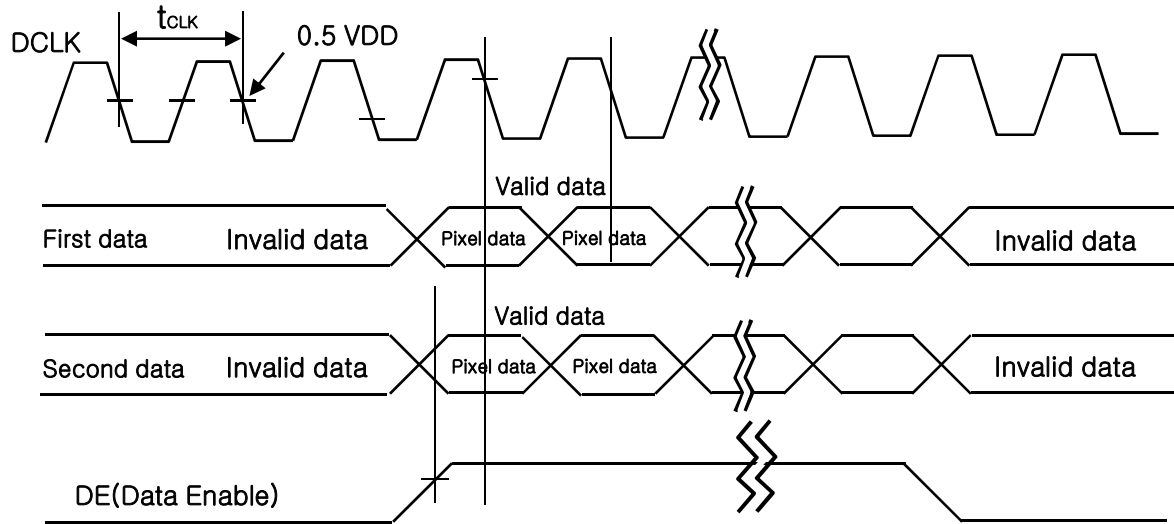 tCLK
DCLK
0.5 VDD
Valid data
First data
Invalid data
Pixel data
Pixel data
Invalid data
Valid data
Second data
Invalid data
Pixel data
Pixel data
Invalid data
DE(Data Enable)